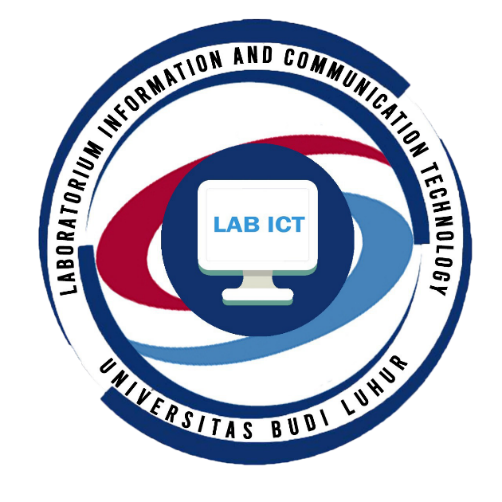 LABORATORIUM INFORMATION AND COMMUNICATION TECHNOLOGY
LAB ICT
UNIVERSITAS BUDI LUHUR